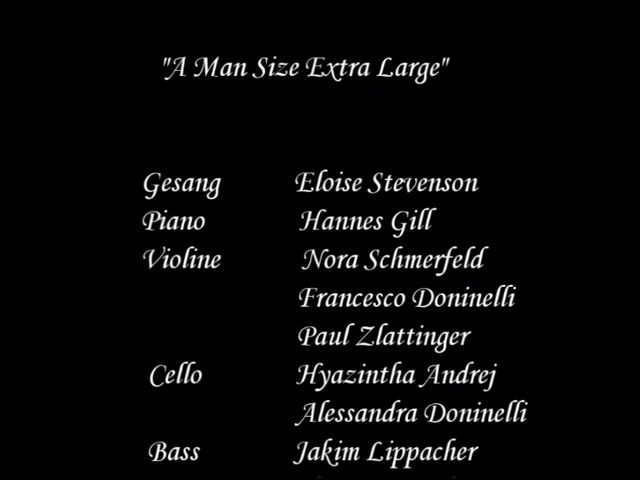 "A Man Size Extra Large"
Gesang Eloise Stevenson
Piano Hannes Gill
Violine Nora Schmerfeld
Francesco Doninelli
Paul Zlattinger
Cello Hyazintha Andrej
Alessandra Doninelli
Bass Jakim Lippacher